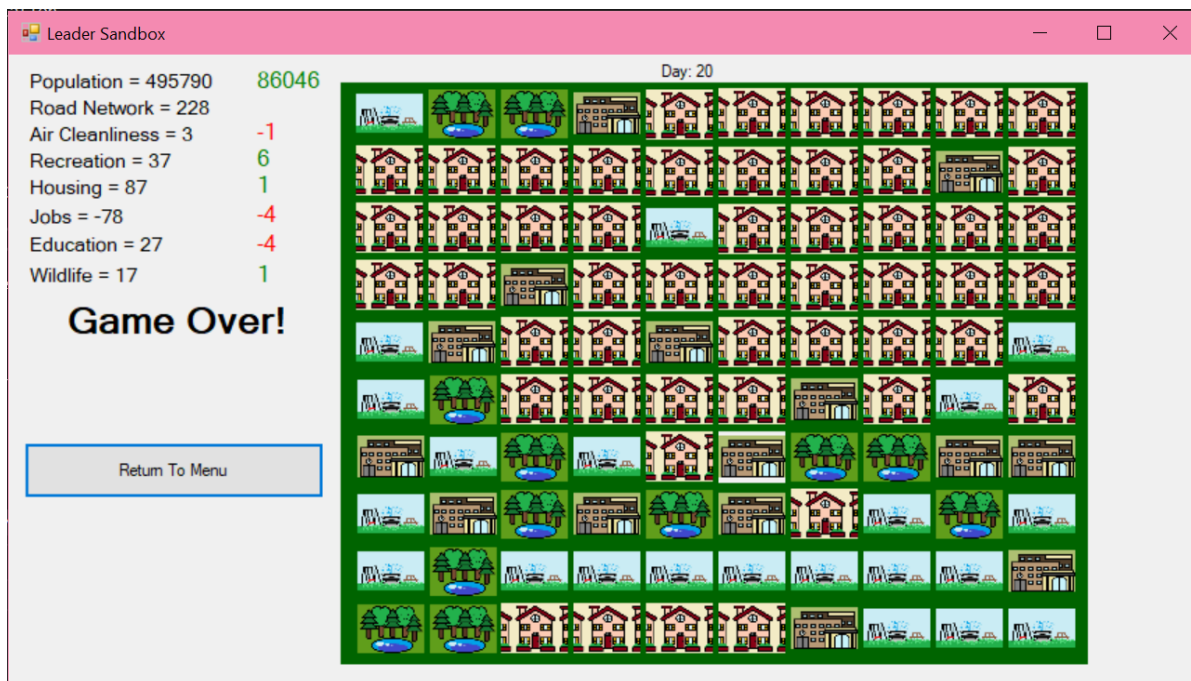 Leader Sandbox
Day: 20
Population = 495790 86046
Road Network = 228
Air Cleanliness = 3 -1
Recreation = 37 6
Housing = 87 1
Jobs = -78 -4
Education = 27 -4
Wildlife = 17 1
Game Over!
Return To Menu